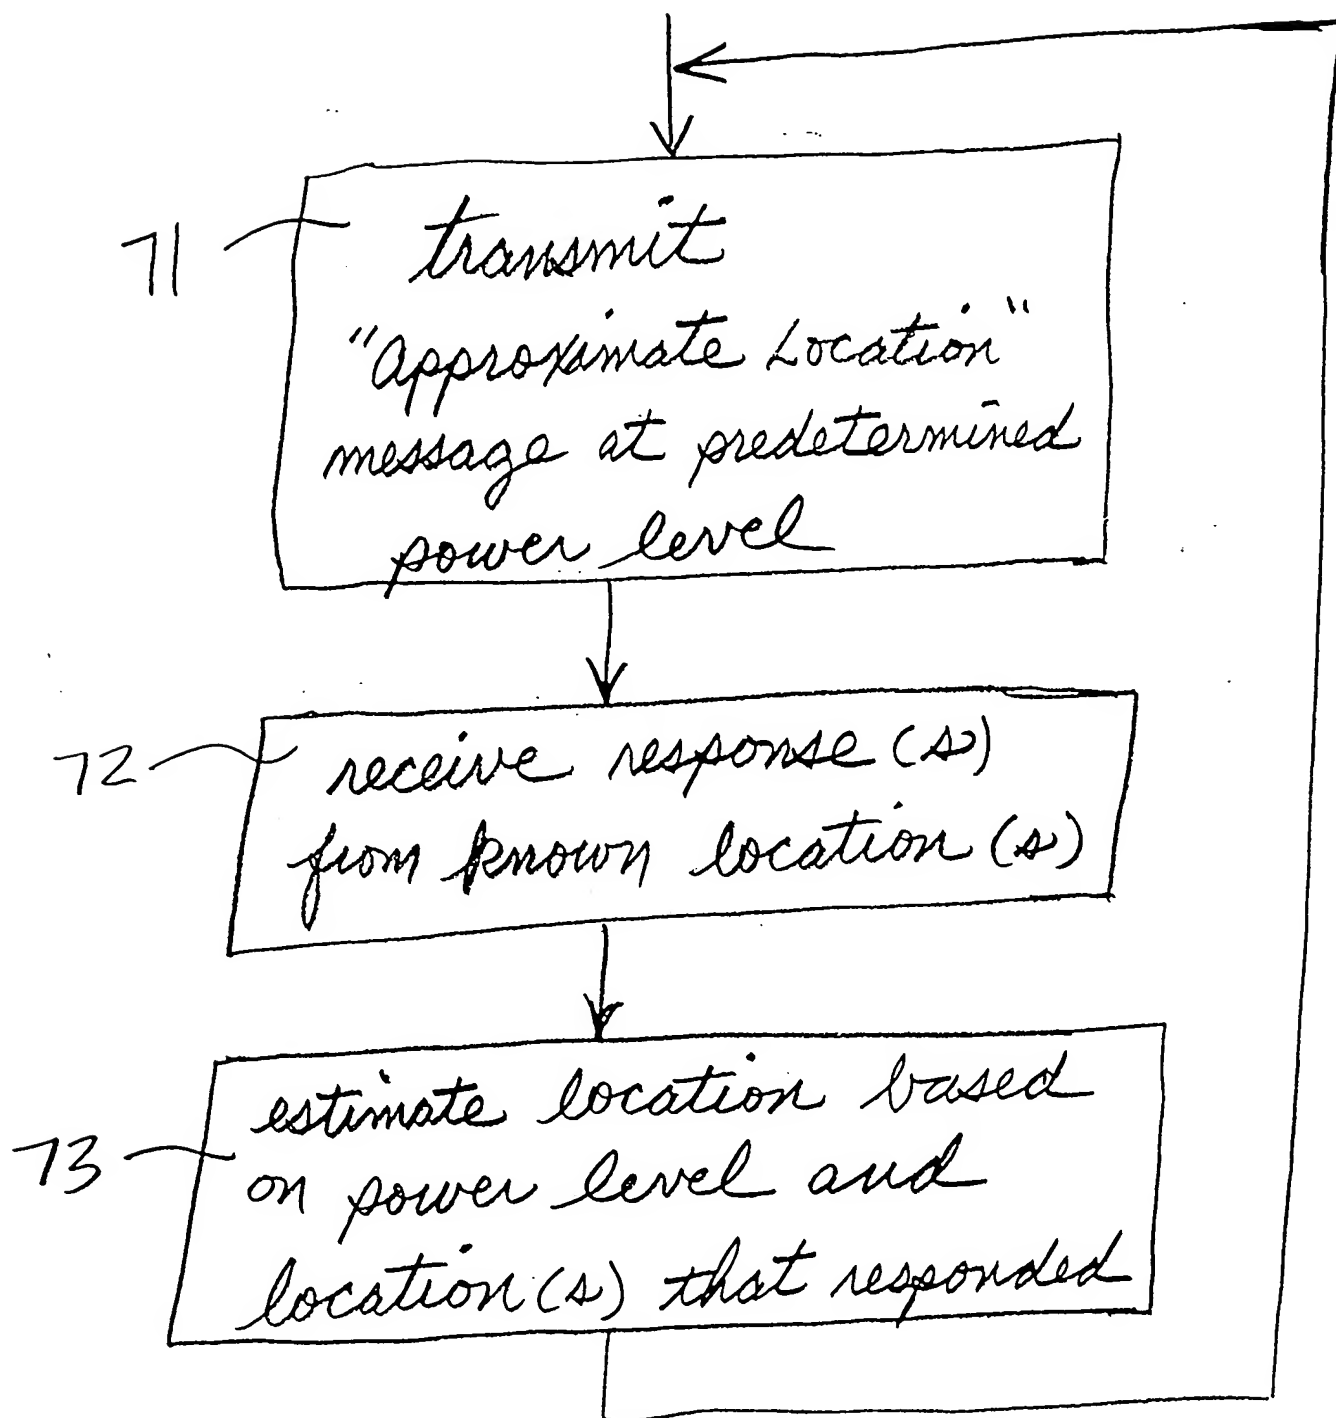 71
transmit
"Approximate Location"
message at predetermined
power level
72
receive response(s)
from known location(s)
73
estimate location based
on power level and
location(s) that responded